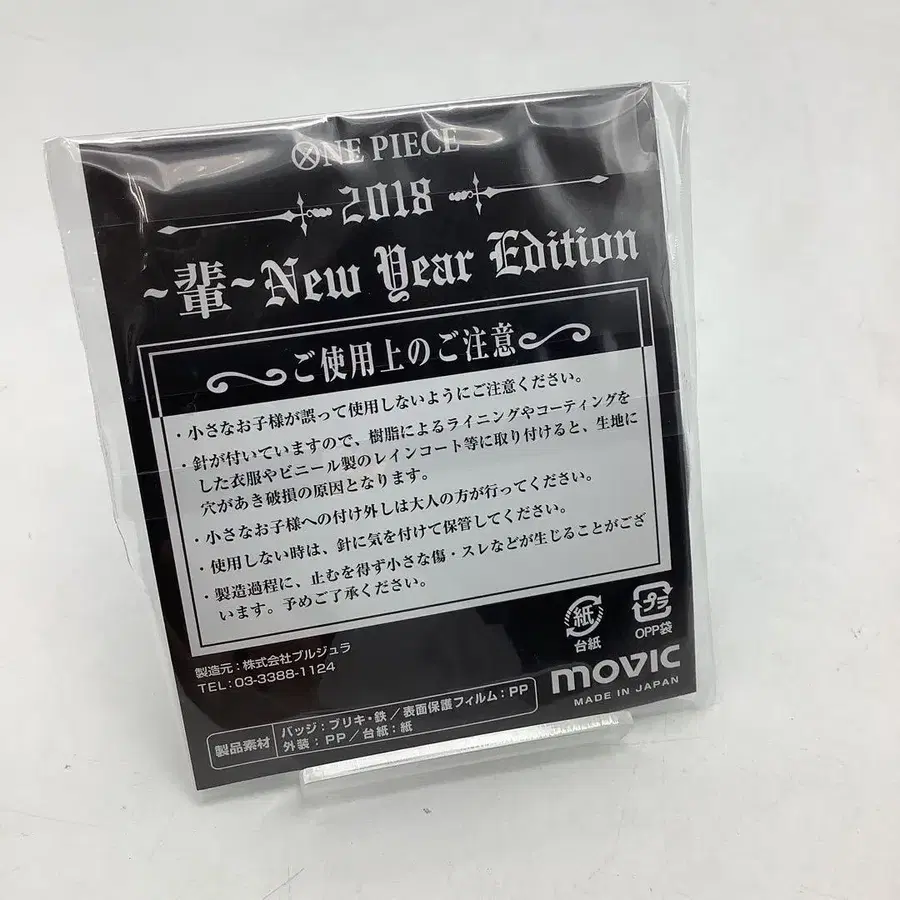 ONE PIECE
2018
~輩~New Year Edition
ご使用上のご注意
・小さなお子様が誤って使用しないようにご注意ください。
・針が付いていますので、樹脂によるライニングやコーティングを
した衣服やビニール製のレインコート等に取り付けると、生地に
穴があき破損の原因となります。
・小さなお子様への付け外しは大人の方が行ってください。
・使用しない時は、針に気を付けて保管してください。
・製造過程に、止むを得ず小さな傷・スレなどが生じることがござ
います。予めご了承ください。
紙
台紙
プラ
OPP袋
製造元:株式会社ブルジュラ
TEL:03-3388-1124
movic
MADE IN JAPAN
製品素材
バッジ:ブリキ・鉄/表面保護フィルム:PP
外装:PP/台紙:紙